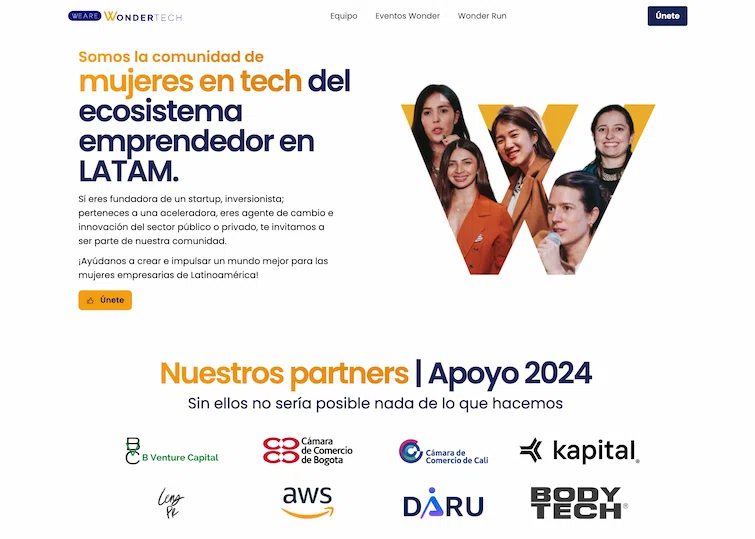 WEARE WONDERTECH
Equipo
Eventos Wonder
Wonder Run
Únete
Somos la comunidad de
mujeres en tech del
ecosistema
emprendedor en
LATAM.
Sí eres fundadora de un startup, inversionista;
perteneces a una aceleradora, eres agente de cambio e
innovación del sector público o privado, te invitamos a
ser parte de nuestra comunidad.
¡Ayúdanos a crear e impulsar un mundo mejor para las
mujeres empresarias de Latinoamérica!
Únete
Nuestros partners | Apoyo 2024
Sin ellos no sería posible nada de lo que hacemos
BVC
B Venture Capital
Cámara
de Comercio
de Bogota
Cámara de
Comercio de Cali
kapital®
aws
DARU
BODY
TECH®